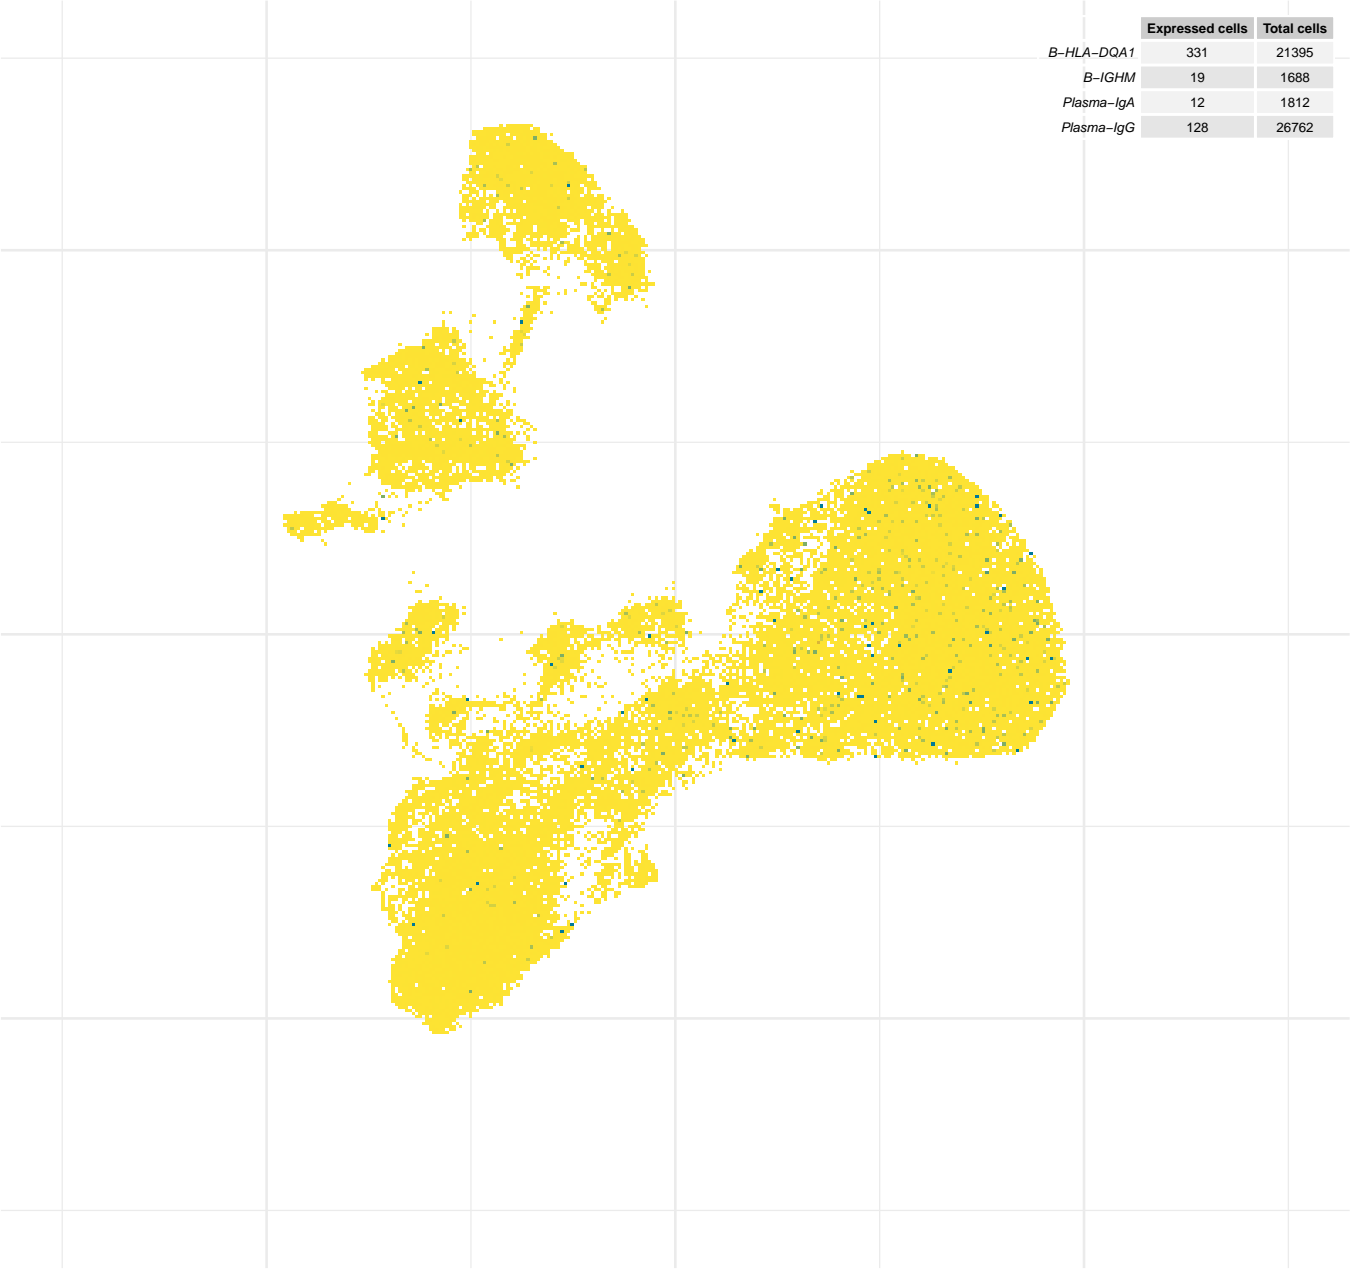 Expressed cells Total cells
B−HLA−DQA1 331 21395
B−IGHM 19 1688
Plasma−IgA 12 1812
Plasma−IgG 128 26762